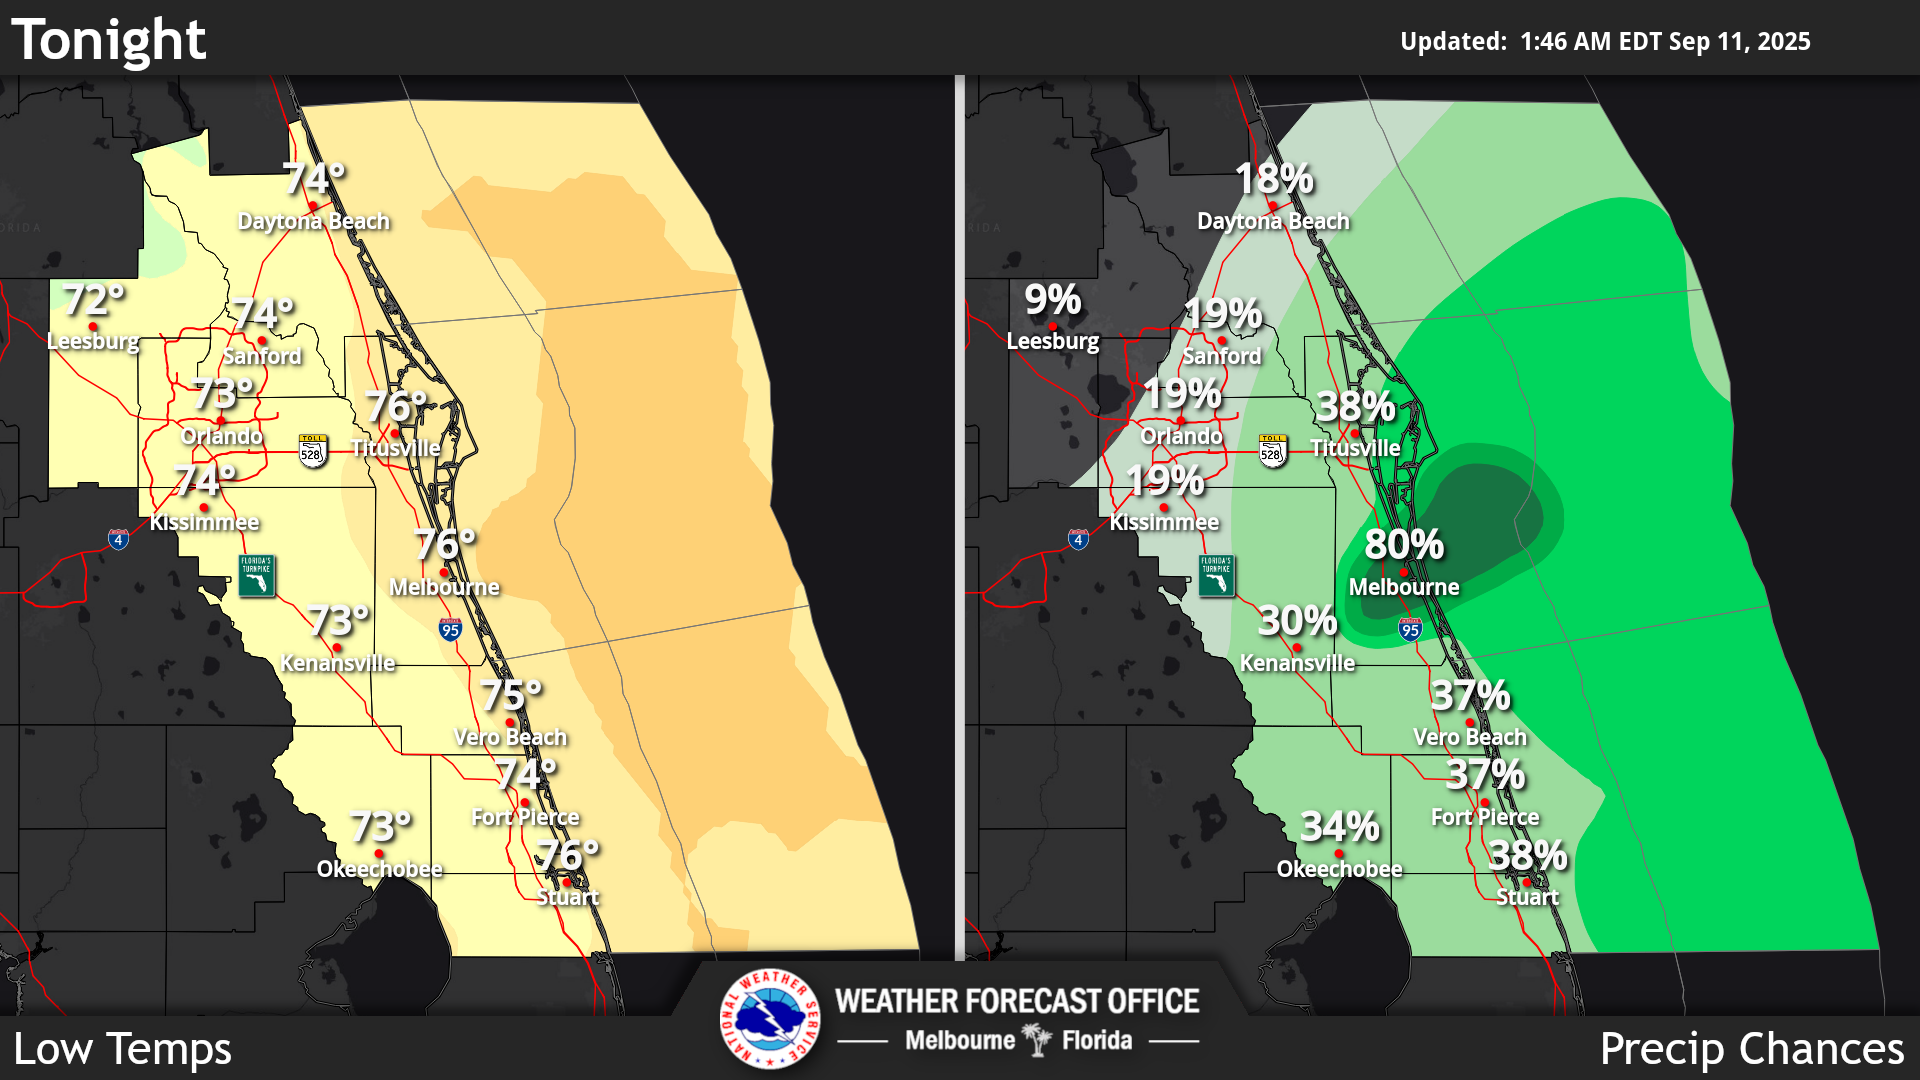 Tonight
Updated: 1:46 AM EDT Sep 11, 2025
74°
Daytona Beach
72°
Leesburg
74°
Sanford
73°
Orlando
76°
Titusville
TOLL
528
74°
Kissimmee
4
FLORIDA'S
TURNPIKE
76°
Melbourne
95
73°
Kenansville
75°
Vero Beach
74°
Fort Pierce
73°
Okeechobee
76°
Stuart
18%
Daytona Beach
9%
Leesburg
19%
Sanford
19%
Orlando
38%
Titusville
TOLL
528
19%
Kissimmee
4
FLORIDA'S
TURNPIKE
80%
Melbourne
95
30%
Kenansville
37%
Vero Beach
37%
Fort Pierce
34%
Okeechobee
38%
Stuart
Low Temps
NATIONAL WEATHER SERVICE
WEATHER FORECAST OFFICE
Melbourne Florida
Precip Chances